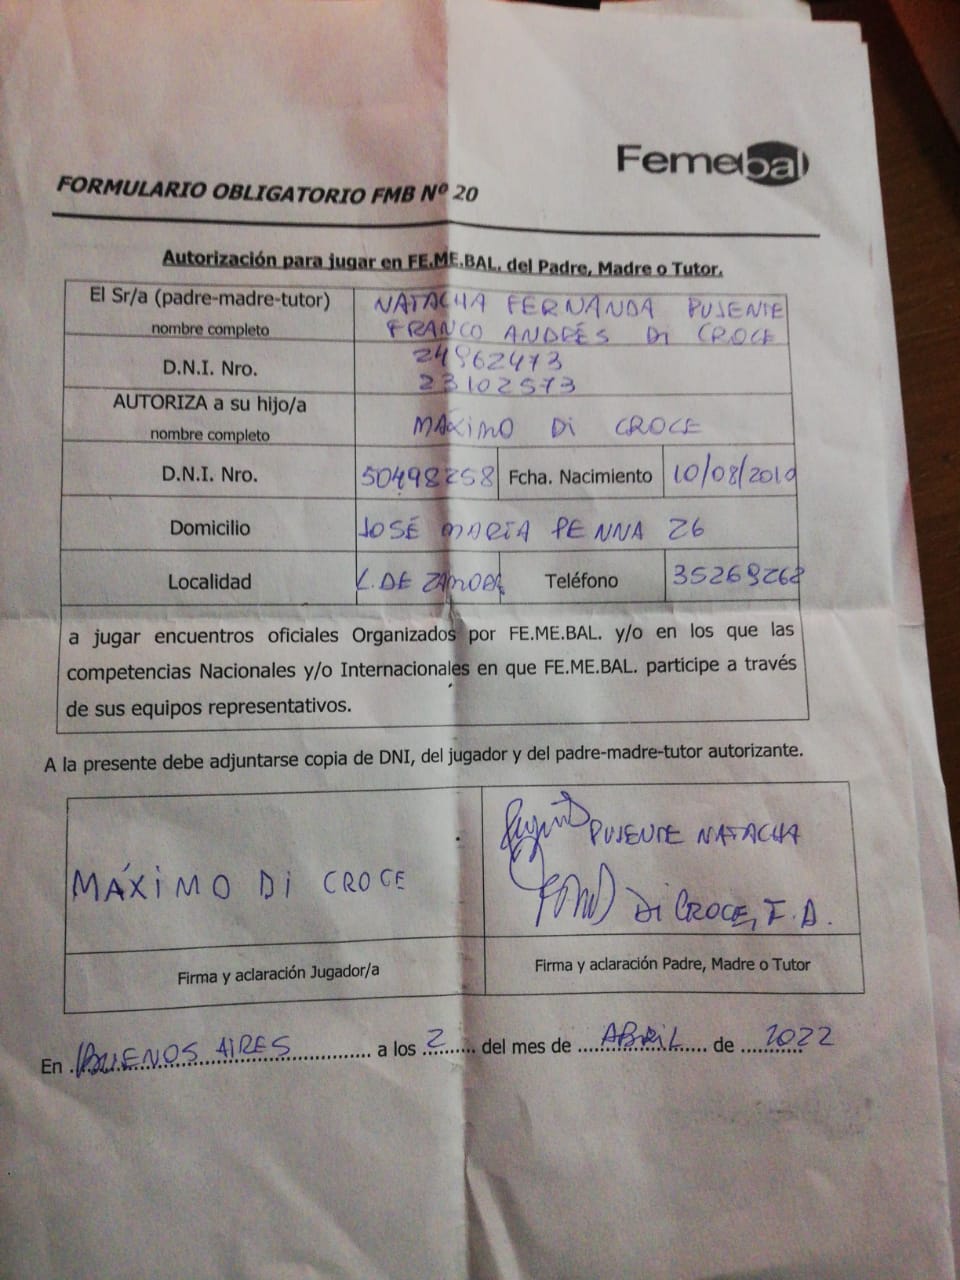 Femebal
FORMULARIO OBLIGATORIO FMB Nº 20
Autorización para jugar en FE.ME.BAL. del Padre, Madre o Tutor.
El Sr/a (padre-madre-tutor) NATACHA FERNANDA PUJENTE
nombre completo FRANCO ANDRÉS Di CROCE
D.N.I. Nro. 24962473
23102573
AUTORIZA a su hijo/a
nombre completo MÁXIMO Di CROCE
D.N.I. Nro. 50498258 Fcha. Nacimiento 10/08/2010
Domicilio JOSÉ MARÍA PENNA 26
Localidad L. DE ZAMORA Teléfono 35269268
a jugar encuentros oficiales Organizados por FE.ME.BAL. y/o en los que las
competencias Nacionales y/o Internacionales en que FE.ME.BAL. participe a través
de sus equipos representativos.
A la presente debe adjuntarse copia de DNI, del jugador y del padre-madre-tutor autorizante.
PUJENTE NATACHA
MÁXIMO Di CROCE
Di CROCE, F. A.
Firma y aclaración Jugador/a
Firma y aclaración Padre, Madre o Tutor
En BUENOS AIRES a los 2 del mes de ABRIL de 2022